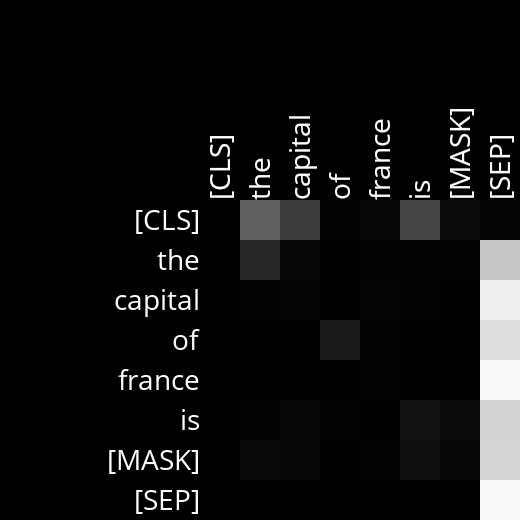 [CLS] the capital of france is [MASK] [SEP]
[CLS]
the
capital
of
france
is
[MASK]
[SEP]